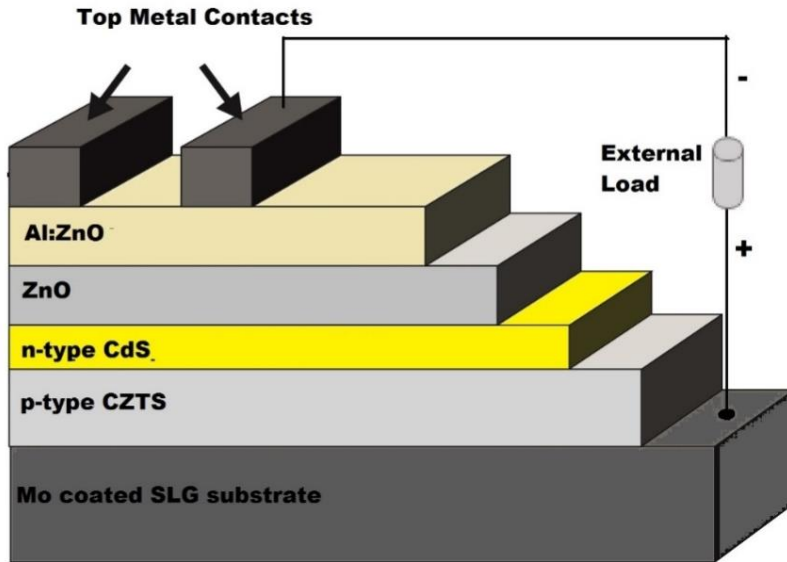 Top Metal Contacts
-
External
Load
+
Al:ZnO
ZnO
n-type CdS
p-type CZTS
Mo coated SLG substrate